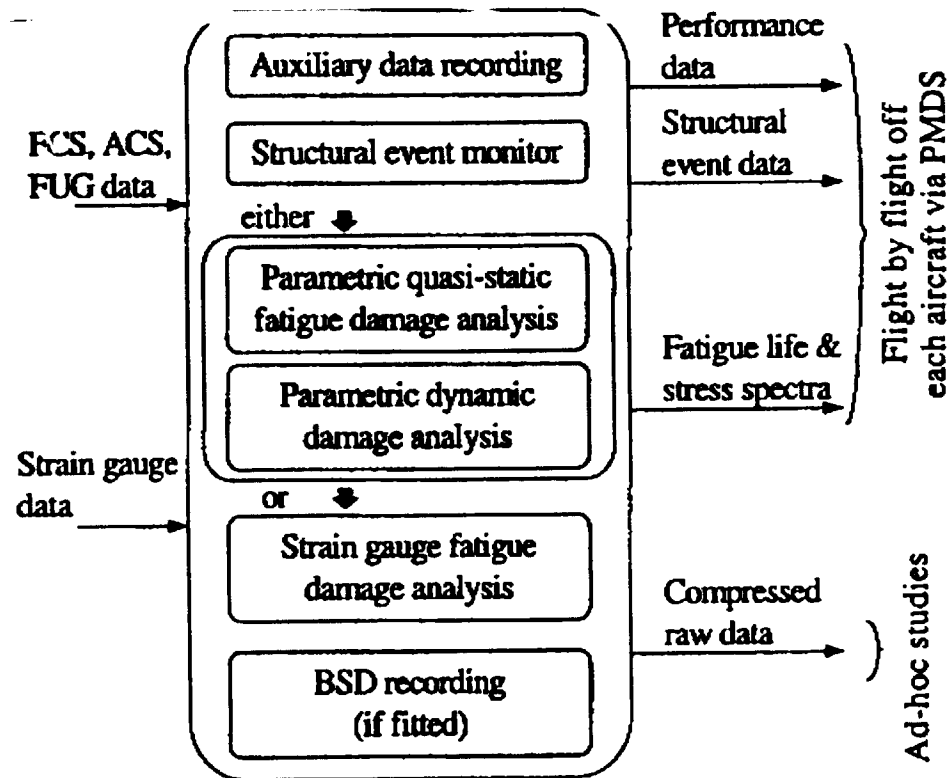 Auxiliary data recording
Structural event monitor
either
Parametric quasi-static
fatigue damage analysis
Parametric dynamic
damage analysis
or
Strain gauge fatigue
damage analysis
BSD recording
(if fitted)
FCS, ACS,
FUG data
Strain gauge
data
Performance
data
Structural
event data
Fatigue life &
stress spectra
Compressed
raw data
Flight by flight off
each aircraft via PMDS
Ad-hoc studies